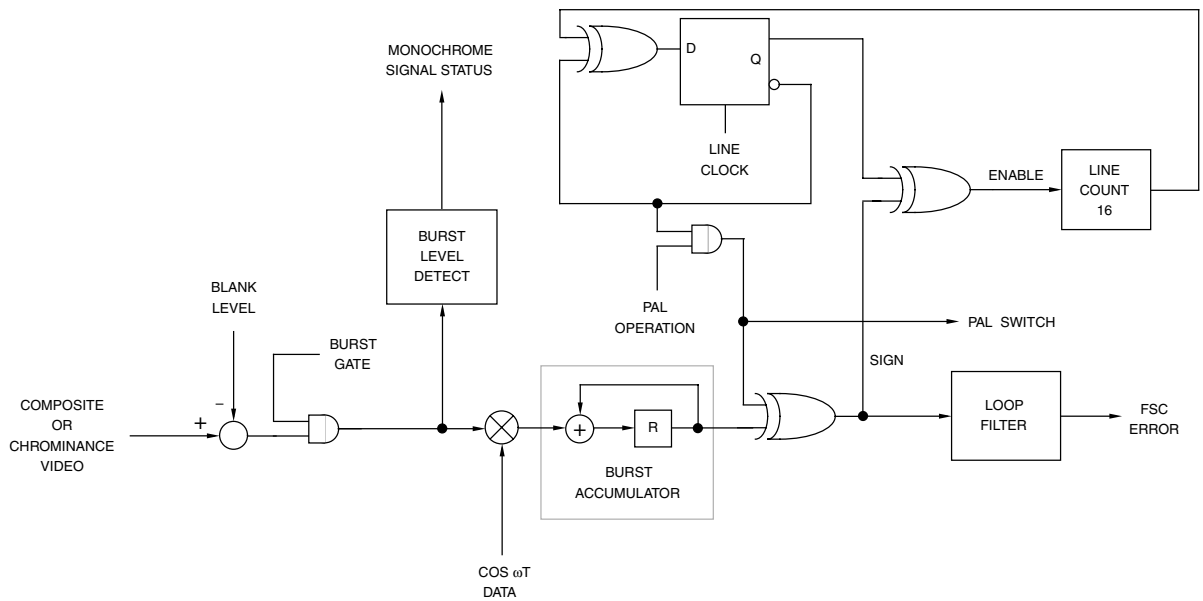 MONOCHROME
SIGNAL STATUS
D
Q
LINE
CLOCK
ENABLE
LINE
COUNT
16
BURST
LEVEL
DETECT
BLANK
LEVEL
PAL
OPERATION
PAL SWITCH
BURST
GATE
SIGN
COMPOSITE
OR
CHROMINANCE
VIDEO
+
–
+
R
BURST
ACCUMULATOR
LOOP
FILTER
FSC
ERROR
COS ωT
DATA